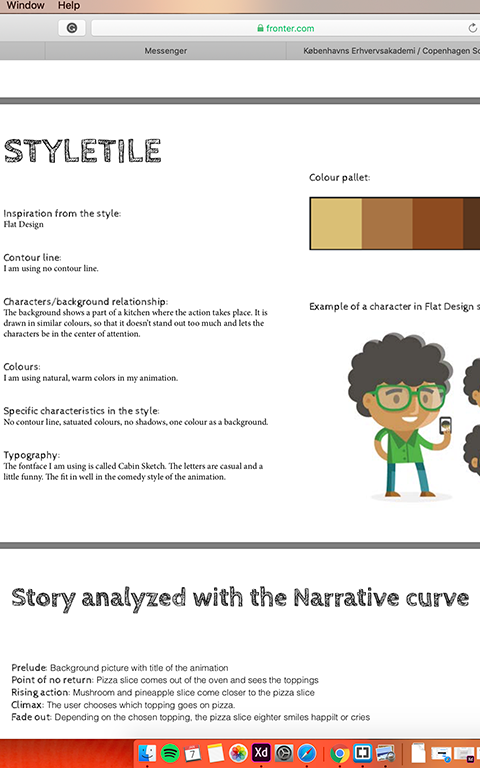 Window Help
fronter.com
Messenger
Københavns Erhvervsakademi / Copenhagen Sc
STYLETILE
Colour pallet:
Inspiration from the style:
Flat Design
Contour line:
I am using no contour line.
Characters/background relationship:
The background shows a part of a kitchen where the action takes place. It is
drawn in similar colours, so that it doesn't stand out too much and lets the
characters be in the center of attention.
Example of a character in Flat Design s
Colours:
I am using natural, warm colors in my animation.
Specific characteristics in the style:
No contour line, satuated colours, no shadows, one colour as a background.
Typography:
The fontface I am using is called Cabin Sketch. The letters are casual and a
little funny. The fit in well in the comedy style of the animation.
Story analyzed with the Narrative curve
Prelude: Background picture with title of the animation
Point of no return: Pizza slice comes out of the oven and sees the toppings
Rising action: Mushroom and pineapple slice come closer to the pizza slice
Climax: The user chooses which topping goes on pizza.
Fade out: Depending on the chosen topping, the pizza slice eighter smiles happilt or cries
7
Xd